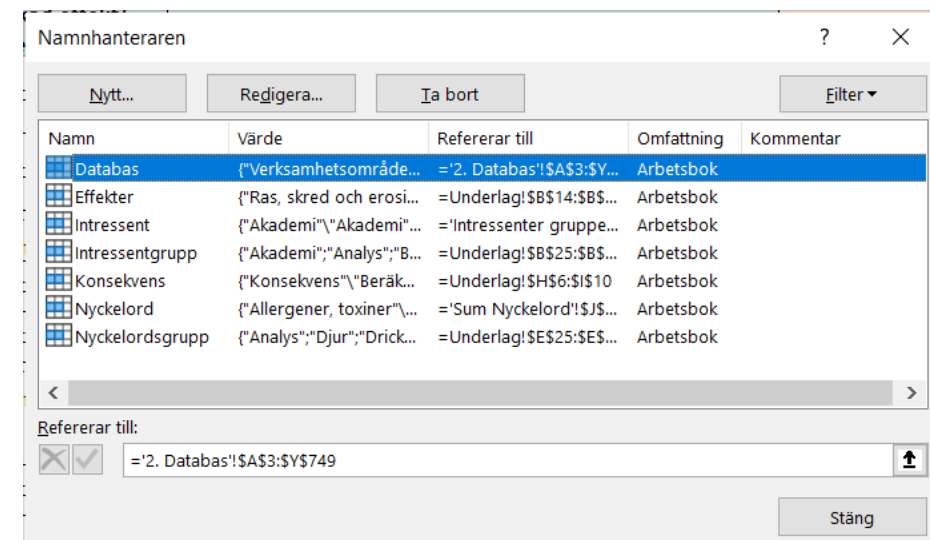 Namnhanteraren ? ×
Nytt... Redigera... Ta bort Filter
Namn Värde Refererar till Omfattning Kommentar
Databas {"Verksamhetsområde... ='2. Databas'!$A$3:$Y... Arbetsbok
Effekter {"Ras, skred och erosi... =Underlag!$B$14:$B$... Arbetsbok
Intressent {"Akademi"\"Akademi"... ='Intressenter gruppe... Arbetsbok
Intressentgrupp {"Akademi";"Analys";"B... =Underlag!$B$25:$B$... Arbetsbok
Konsekvens {"Konsekvens"\"Beräk... =Underlag!$H$6:$I$10 Arbetsbok
Nyckelord {"Allergener, toxiner"\... ='Sum Nyckelord'!$J$... Arbetsbok
Nyckelordsgrupp {"Analys";"Djur";"Drick... =Underlag!$E$25:$E$... Arbetsbok
Refererar till:
='2. Databas'!$A$3:$Y$749
Stäng